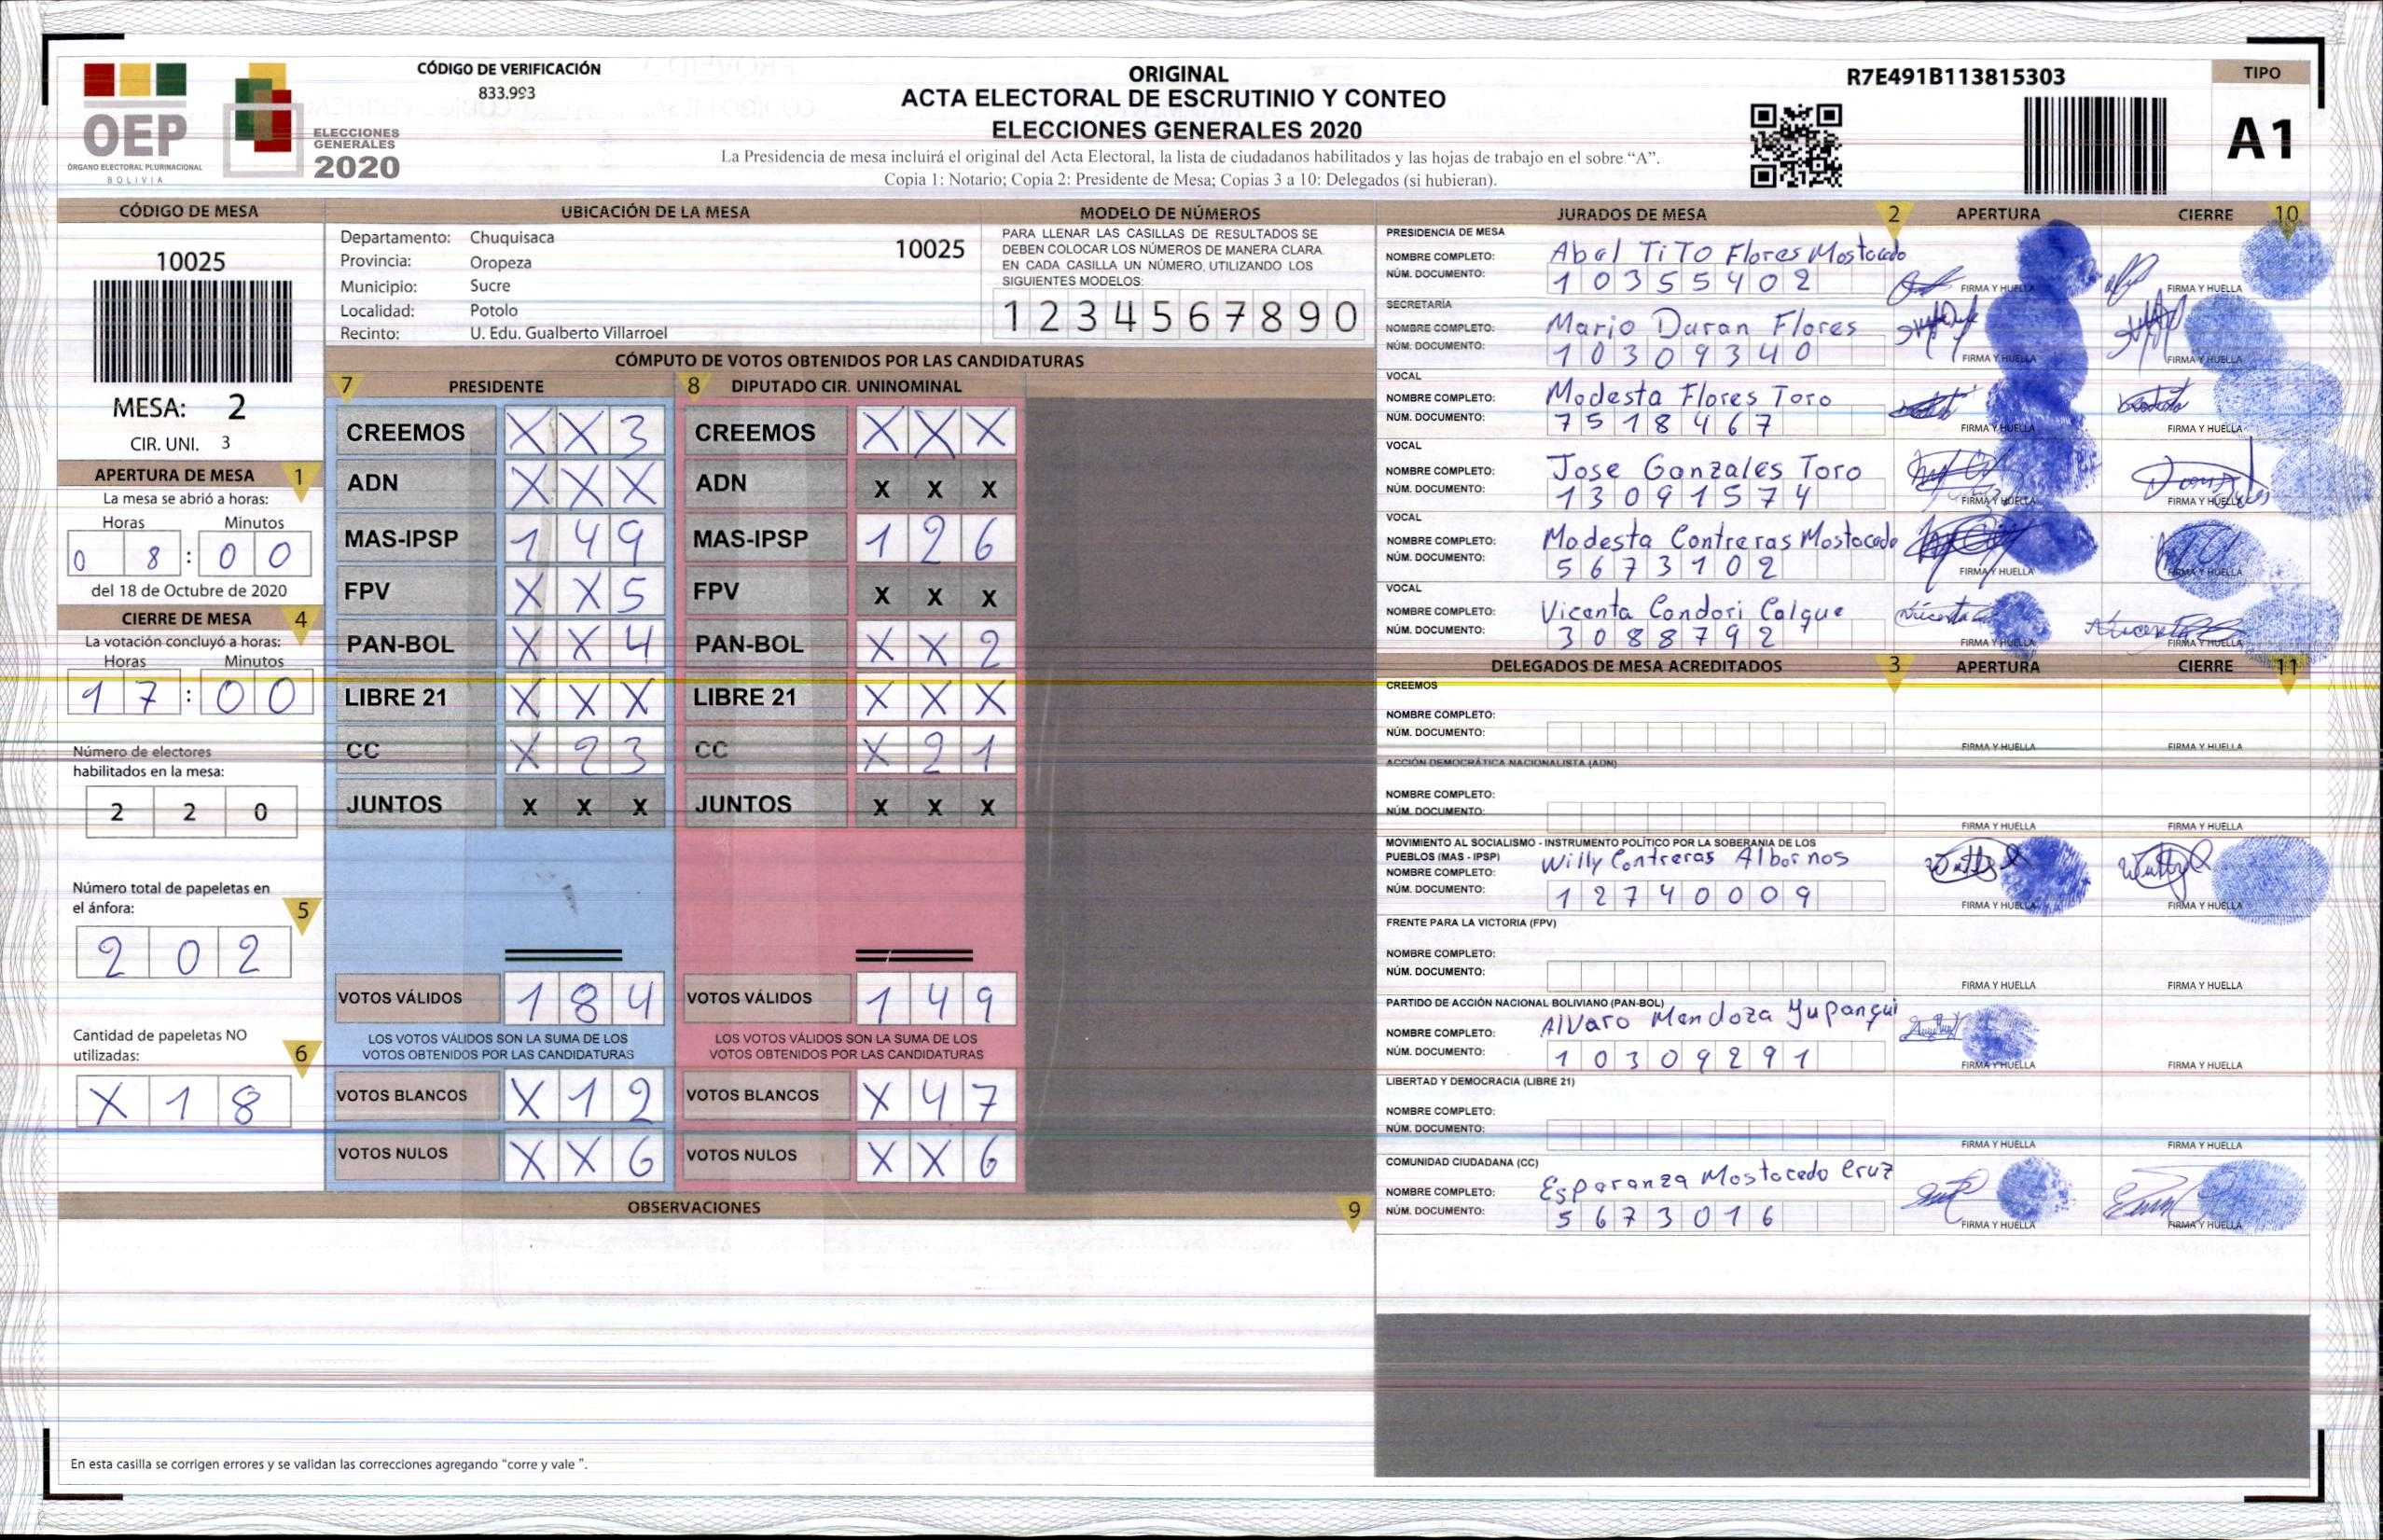 CÓDIGO DE VERIFICACIÓN
833.993
OEP
ÓRGANO ELECTORAL PLURINACIONAL
BOLIVIA
ELECCIONES
GENERALES
2020
ORIGINAL
ACTA ELECTORAL DE ESCRUTINIO Y CONTEO
ELECCIONES GENERALES 2020
La Presidencia de mesa incluirá el original del Acta Electoral, la lista de ciudadanos habilitados y las hojas de trabajo en el sobre “A”.
Copia 1: Notario; Copia 2: Presidente de Mesa; Copias 3 a 10: Delegados (si hubieran).
R7E491B113815303
TIPO
A1
CÓDIGO DE MESA
10025
MESA: 2
CIR. UNI. 3
APERTURA DE MESA 1
La mesa se abrió a horas:
Horas Minutos
0 8 : 0 0
del 18 de Octubre de 2020
CIERRE DE MESA 4
La votación concluyó a horas:
Horas Minutos
1 7 : 0 0
Número de electores
habilitados en la mesa:
2 2 0
Número total de papeletas en
el ánfora: 5
2 0 2
Cantidad de papeletas NO
utilizadas: 6
X 1 8
UBICACIÓN DE LA MESA
Departamento: Chuquisaca 10025
Provincia: Oropeza
Municipio: Sucre
Localidad: Potolo
Recinto: U. Edu. Gualberto Villarroel
MODELO DE NÚMEROS
PARA LLENAR LAS CASILLAS DE RESULTADOS SE
DEBEN COLOCAR LOS NÚMEROS DE MANERA CLARA.
EN CADA CASILLA UN NÚMERO, UTILIZANDO LOS
SIGUIENTES MODELOS:
1 2 3 4 5 6 7 8 9 0
CÓMPUTO DE VOTOS OBTENIDOS POR LAS CANDIDATURAS
7 PRESIDENTE 8 DIPUTADO CIR. UNINOMINAL
CREEMOS X X 3 CREEMOS X X X
ADN X X X ADN X X X
MAS-IPSP 1 4 9 MAS-IPSP 1 2 6
FPV X X 5 FPV X X X
PAN-BOL X X 4 PAN-BOL X X 2
LIBRE 21 X X X LIBRE 21 X X X
CC X 2 3 CC X 2 1
JUNTOS X X X JUNTOS X X X
VOTOS VÁLIDOS 1 8 4 VOTOS VÁLIDOS 1 4 9
LOS VOTOS VÁLIDOS SON LA SUMA DE LOS LOS VOTOS VÁLIDOS SON LA SUMA DE LOS
VOTOS OBTENIDOS POR LAS CANDIDATURAS VOTOS OBTENIDOS POR LAS CANDIDATURAS
VOTOS BLANCOS X 1 2 VOTOS BLANCOS X 4 7
VOTOS NULOS X X 6 VOTOS NULOS X X 6
OBSERVACIONES 9
En esta casilla se corrigen errores y se validan las correcciones agregando “corre y vale ”.
JURADOS DE MESA 2 APERTURA CIERRE 10
PRESIDENCIA DE MESA
NOMBRE COMPLETO: Abel TiTO Flores Mostacedo
NÚM. DOCUMENTO: 10355402 FIRMA Y HUELLA FIRMA Y HUELLA
SECRETARÍA
NOMBRE COMPLETO: Mario Duran Flores
NÚM. DOCUMENTO: 10309340 FIRMA Y HUELLA FIRMA Y HUELLA
VOCAL
NOMBRE COMPLETO: Modesta Flores Toro
NÚM. DOCUMENTO: 7518467 FIRMA Y HUELLA FIRMA Y HUELLA
VOCAL
NOMBRE COMPLETO: Jose Gonzales Toro
NÚM. DOCUMENTO: 13091574 FIRMA Y HUELLA FIRMA Y HUELLA
VOCAL
NOMBRE COMPLETO: Modesta Contreras Mostacedo
NÚM. DOCUMENTO: 5673102 FIRMA Y HUELLA FIRMA Y HUELLA
VOCAL
NOMBRE COMPLETO: Vicenta Condori Colque
NÚM. DOCUMENTO: 3088792 FIRMA Y HUELLA FIRMA Y HUELLA
DELEGADOS DE MESA ACREDITADOS 3 APERTURA CIERRE 11
CREEMOS
NOMBRE COMPLETO:
NÚM. DOCUMENTO: FIRMA Y HUELLA FIRMA Y HUELLA
ACCIÓN DEMOCRÁTICA NACIONALISTA (ADN)
NOMBRE COMPLETO:
NÚM. DOCUMENTO: FIRMA Y HUELLA FIRMA Y HUELLA
MOVIMIENTO AL SOCIALISMO - INSTRUMENTO POLÍTICO POR LA SOBERANIA DE LOS
PUEBLOS (MAS - IPSP)
NOMBRE COMPLETO: Willy Contreras Albornos
NÚM. DOCUMENTO: 12740009 FIRMA Y HUELLA FIRMA Y HUELLA
FRENTE PARA LA VICTORIA (FPV)
NOMBRE COMPLETO:
NÚM. DOCUMENTO: FIRMA Y HUELLA FIRMA Y HUELLA
PARTIDO DE ACCIÓN NACIONAL BOLIVIANO (PAN-BOL)
NOMBRE COMPLETO: Alvaro Mendoza Yupanqui
NÚM. DOCUMENTO: 10309291 FIRMA Y HUELLA FIRMA Y HUELLA
LIBERTAD Y DEMOCRACIA (LIBRE 21)
NOMBRE COMPLETO:
NÚM. DOCUMENTO: FIRMA Y HUELLA FIRMA Y HUELLA
COMUNIDAD CIUDADANA (CC)
NOMBRE COMPLETO: Esperanza Mostacedo Cruz
NÚM. DOCUMENTO: 5673016 FIRMA Y HUELLA FIRMA Y HUELLA